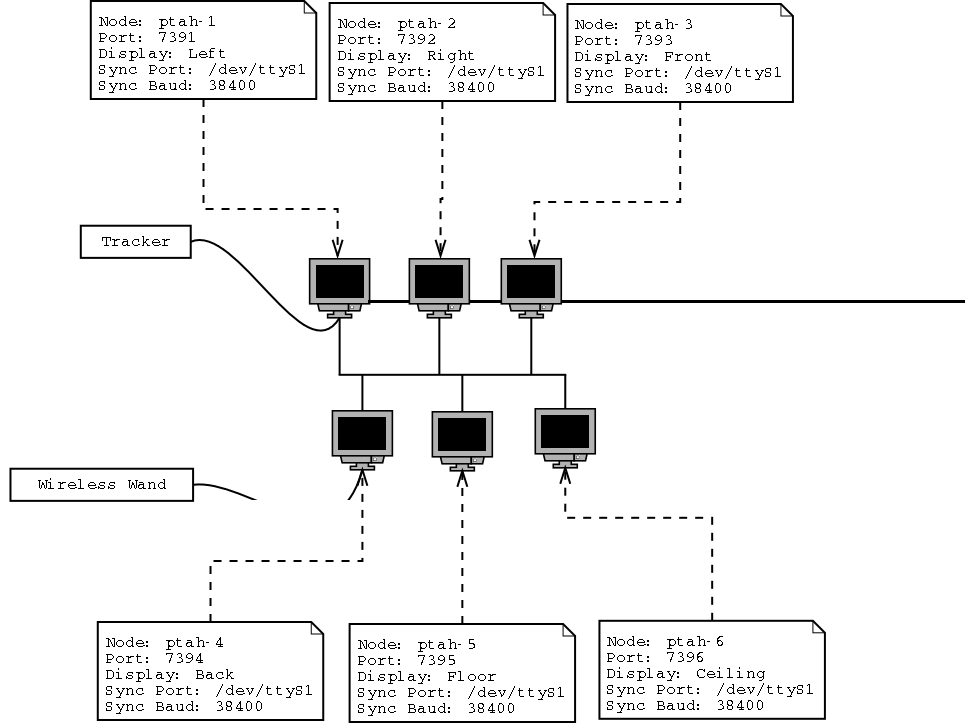 Node: ptah-1
Port: 7391
Display: Left
Sync Port: /dev/ttyS1
Sync Baud: 38400
Node: ptah-2
Port: 7392
Display: Right
Sync Port: /dev/ttyS1
Sync Baud: 38400
Node: ptah-3
Port: 7393
Display: Front
Sync Port: /dev/ttyS1
Sync Baud: 38400
Tracker
Wireless Wand
Node: ptah-4
Port: 7394
Display: Back
Sync Port: /dev/ttyS1
Sync Baud: 38400
Node: ptah-5
Port: 7395
Display: Floor
Sync Port: /dev/ttyS1
Sync Baud: 38400
Node: ptah-6
Port: 7396
Display: Ceiling
Sync Port: /dev/ttyS1
Sync Baud: 38400